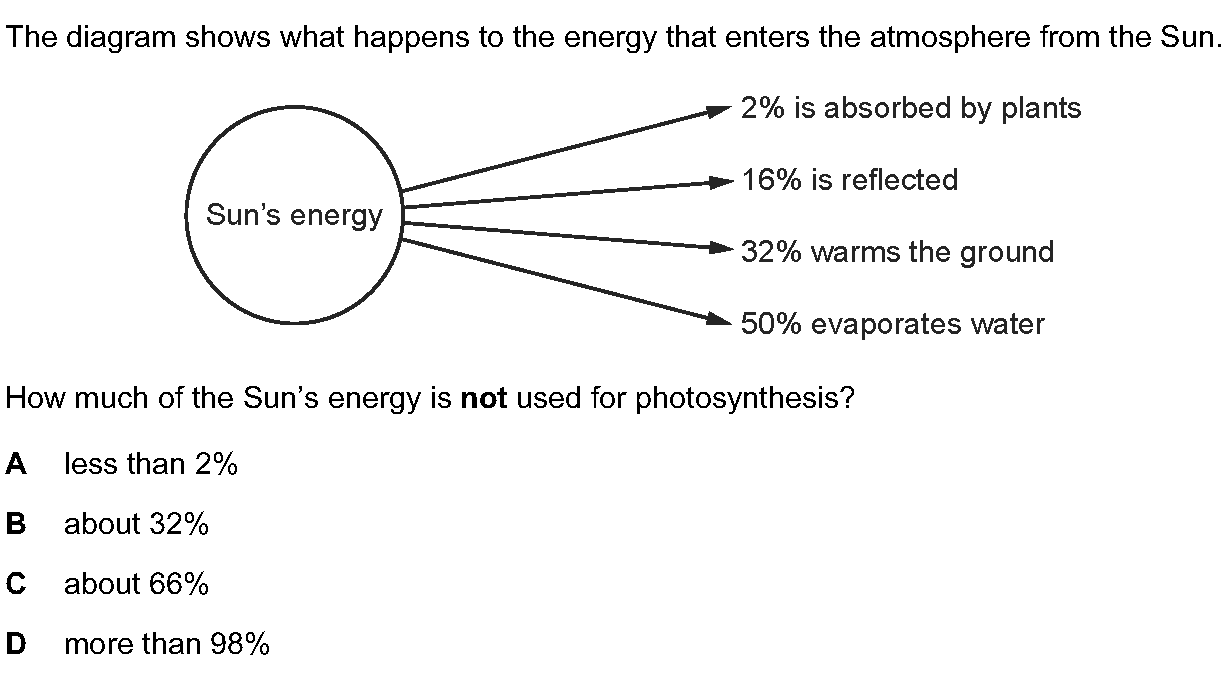 The diagram shows what happens to the energy that enters the atmosphere from the Sun.
2% is absorbed by plants
16% is reflected
Sun's energy
32% warms the ground
50% evaporates water
How much of the Sun's energy is not used for photosynthesis?
A less than 2%
B about 32%
C about 66%
D more than 98%